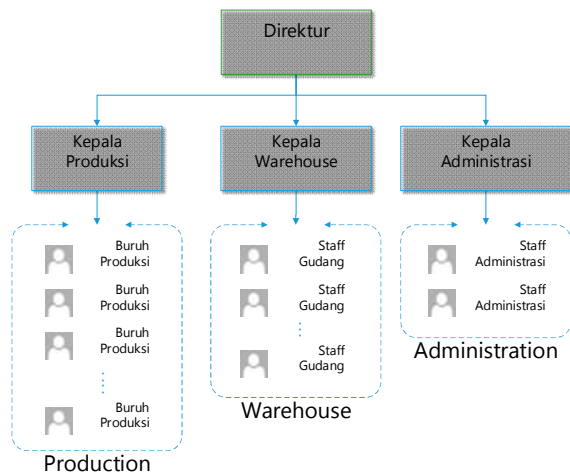 Direktur
Kepala
Produksi
Kepala
Warehouse
Kepala
Administrasi
Buruh
Produksi
Buruh
Produksi
Buruh
Produksi
Buruh
Produksi
Production
Staff
Gudang
Staff
Gudang
Staff
Gudang
Warehouse
Staff
Administrasi
Staff
Administrasi
Administration